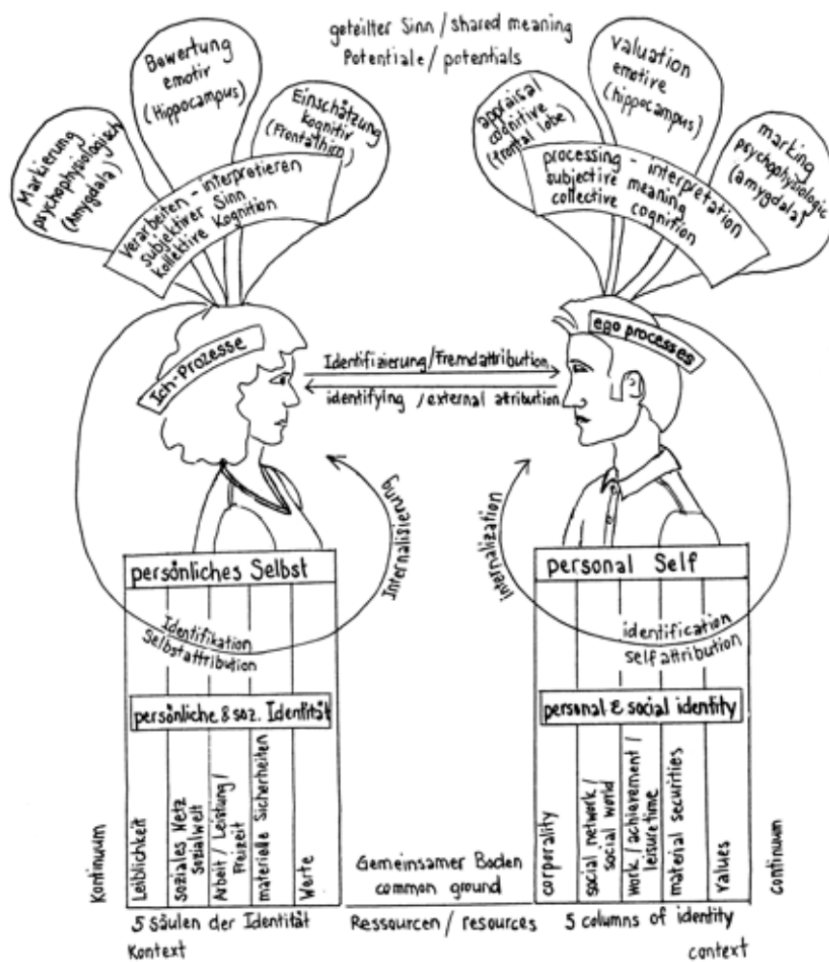 geteilter Sinn / shared meaning
Potentiale / potentials
Markierung
psychophysiologisch
(Amygdala)
Bewertung
emotiv
(Hippocampus)
Einschätzung
kognitiv
(Frontalhirn)
Verarbeiten - interpretieren
subjektiver Sinn
kollektive Kognition
appraisal
cognitive
(frontal lobe)
valuation
emotive
(hippocampus)
marking
psychophysiologic
(amygdala)
processing - interpretation
subjective meaning
collective cognition
Ich-Prozesse
ego processes
Identifizierung/Fremdattribution
identifying / external attribution
Internalisierung
internalization
persönliches Selbst
Identifikation
Selbstattribution
persönliche & soz. Identität
Kontinuum
Leiblichkeit
soziales Netz
Sozialwelt
Arbeit / Leistung /
Freizeit
materielle Sicherheiten
Werte
5 Säulen der Identität
Kontext
Gemeinsamer Boden
common ground
Ressourcen / resources
personal Self
identification
self attribution
personal & social identity
corporality
social network /
social world
work / achievement /
leisuretime
material securities
values
continuum
5 columns of identity
context